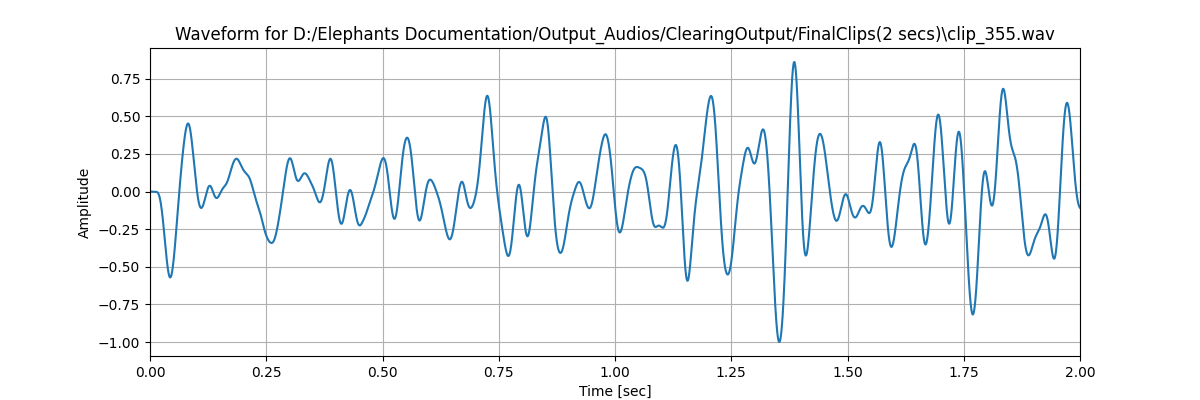 Waveform for D:/Elephants Documentation/Output_Audios/ClearingOutput/FinalClips(2 secs)\clip_355.wav
0.75
0.50
0.25
0.00
−0.25
−0.50
−0.75
−1.00
Amplitude
0.00 0.25 0.50 0.75 1.00 1.25 1.50 1.75 2.00
Time [sec]